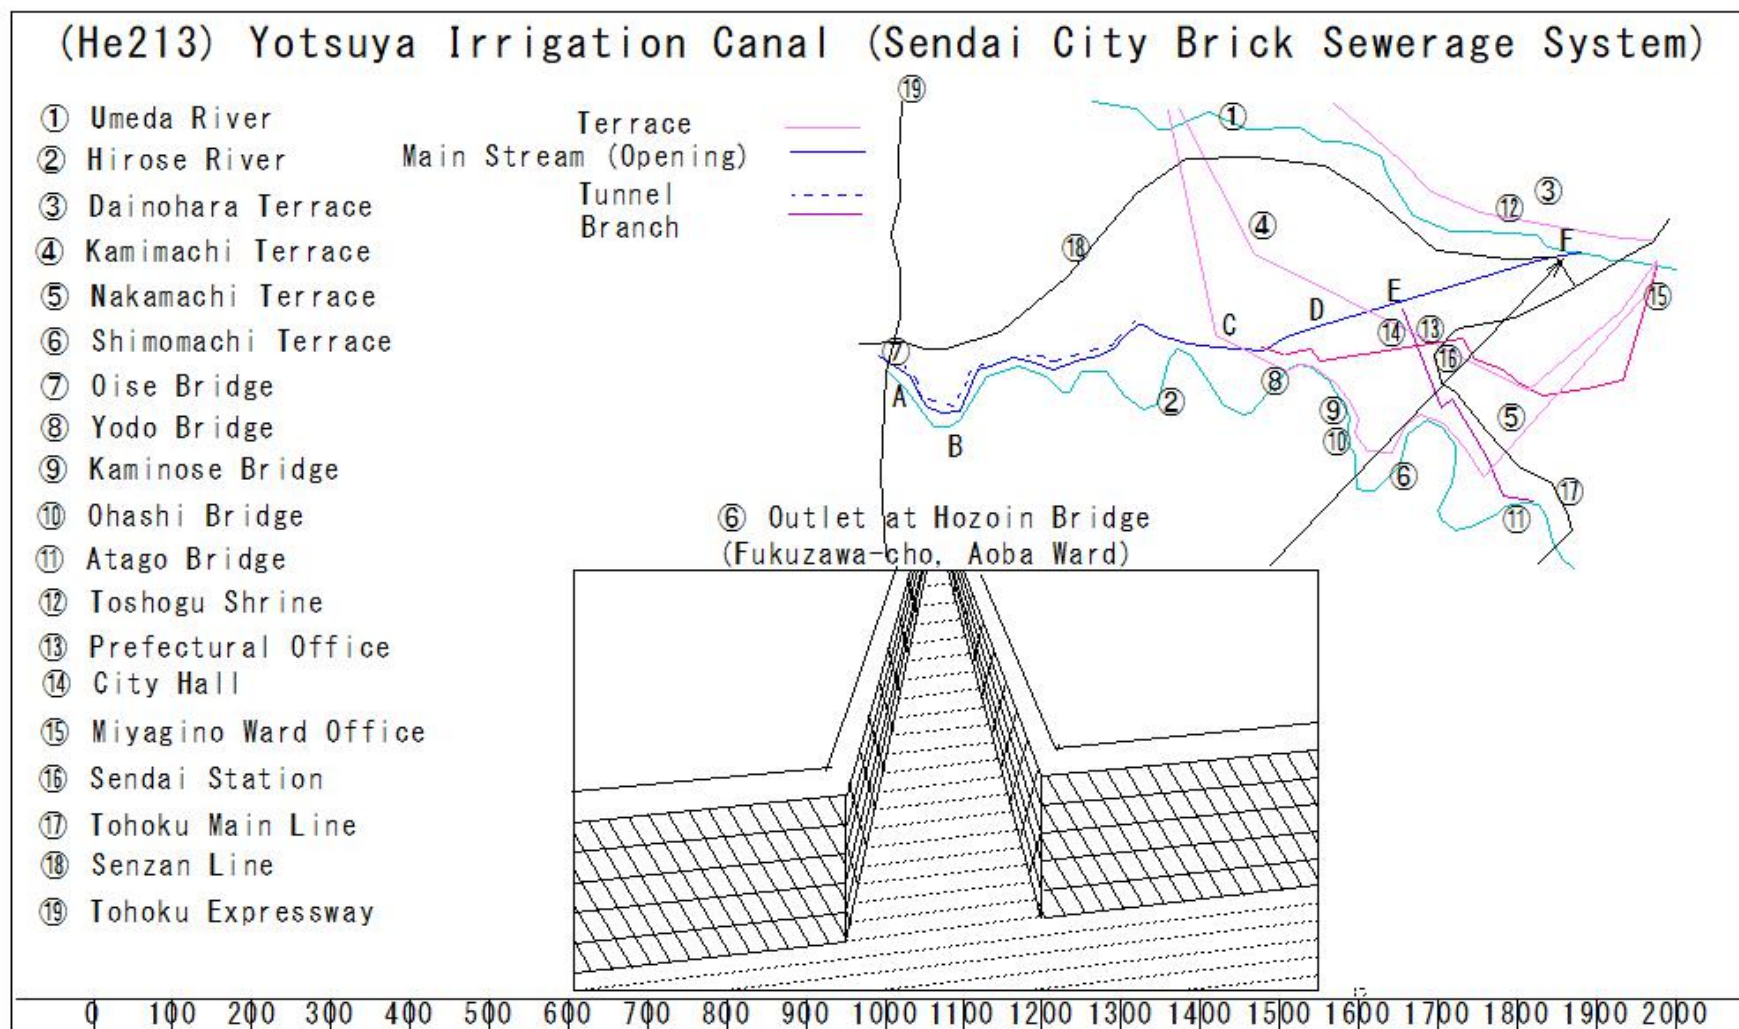 (He213) Yotsuya Irrigation Canal (Sendai City Brick Sewerage System)
① Umeda River
② Hirose River
③ Dainohara Terrace
④ Kamimachi Terrace
⑤ Nakamachi Terrace
⑥ Shimomachi Terrace
⑦ Oise Bridge
⑧ Yodo Bridge
⑨ Kaminose Bridge
⑩ Ohashi Bridge
⑪ Atago Bridge
⑫ Toshogu Shrine
⑬ Prefectural Office
⑭ City Hall
⑮ Miyagino Ward Office
⑯ Sendai Station
⑰ Tohoku Main Line
⑱ Senzan Line
⑲ Tohoku Expressway
Terrace
Main Stream (Opening)
Tunnel
Branch
⑲
①
③
⑫
④
F
⑱
E
⑮
D
C
⑭
⑬
⑦
⑯
⑧
A
②
⑨
⑤
B
⑩
⑥
⑰
⑪
⑥ Outlet at Hozoin Bridge
(Fukuzawa-cho, Aoba Ward)
0 100 200 300 400 500 600 700 800 900 1000 1100 1200 1300 1400 1500 1600 1700 1800 1900 2000